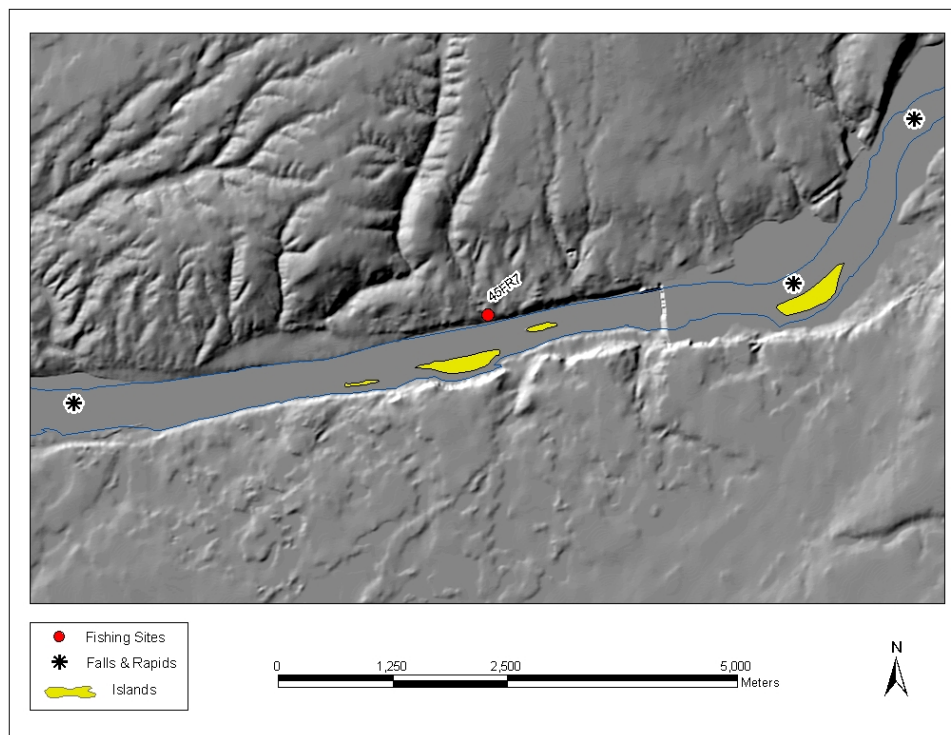 45FR7
Fishing Sites
Falls & Rapids
Islands
0 1,250 2,500 5,000
Meters
N